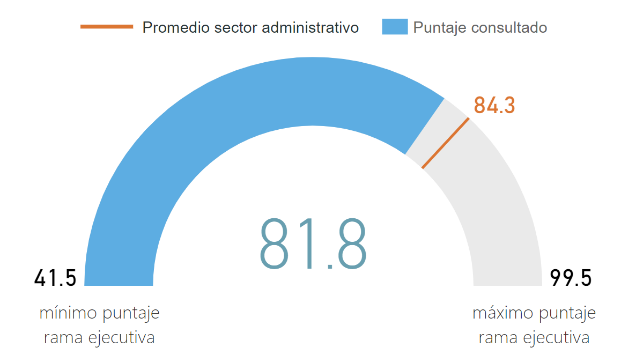 Promedio sector administrativo
Puntaje consultado
84.3
81.8
41.5
99.5
mínimo puntaje
rama ejecutiva
máximo puntaje
rama ejecutiva